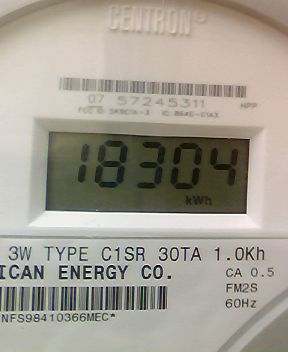 CENTRON®
07 57245311 HPP
18304
kWh
3W TYPE C1SR 30TA 1.0Kh
ICAN ENERGY CO. CA 0.5
FM2S
60Hz
NFS98410366MEC*